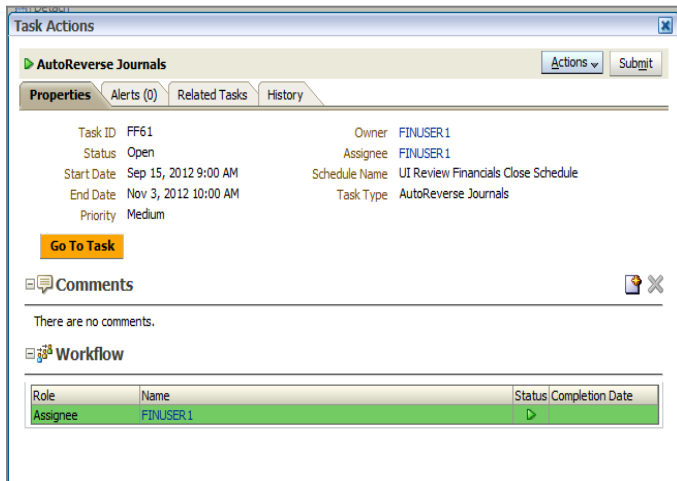 Task Actions
AutoReverse Journals
Actions Submit
Properties Alerts (0) Related Tasks History
Task ID FF61 Owner FINUSER1
Status Open Assignee FINUSER1
Start Date Sep 15, 2012 9:00 AM Schedule Name UI Review Financials Close Schedule
End Date Nov 3, 2012 10:00 AM Task Type AutoReverse Journals
Priority Medium
Go To Task
Comments
There are no comments.
Workflow
Role Name Status Completion Date
Assignee FINUSER1